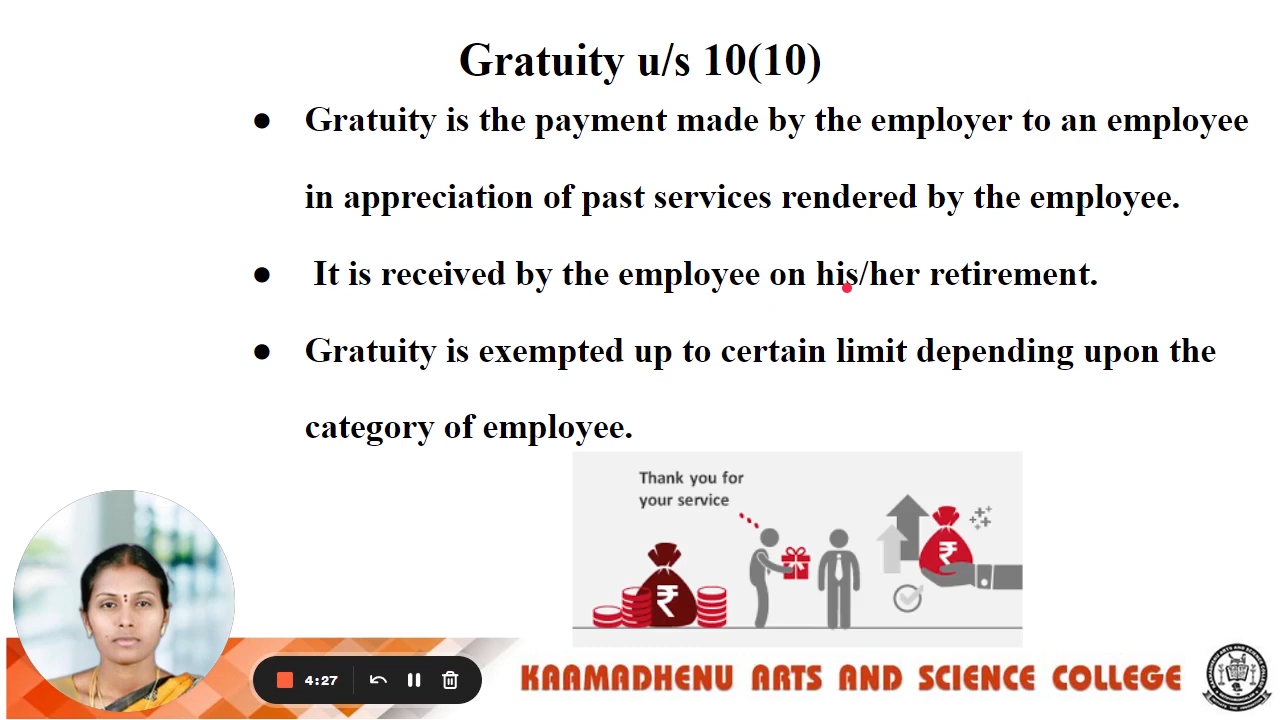 Gratuity u/s 10(10)
● Gratuity is the payment made by the employer to an employee
in appreciation of past services rendered by the employee.
● It is received by the employee on his/her retirement.
● Gratuity is exempted up to certain limit depending upon the
category of employee.
Thank you for
your service
₹
₹
4:27
KAAMADHENU ARTS AND SCIENCE COLLEGE